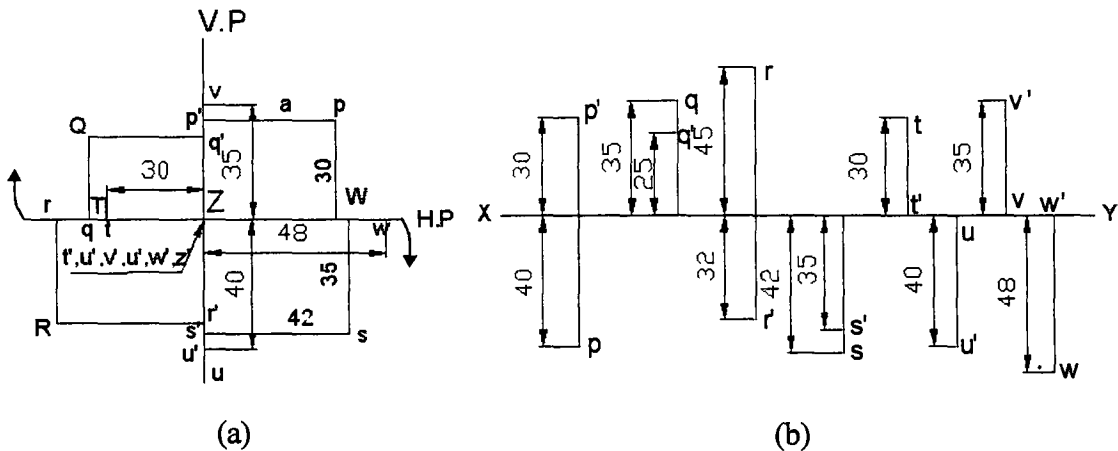 V.P
v
a
p
p'
Q
q'
30
35
30
r
T
Z
W
H.P
q
t
48
w'
t',u',v',u',w',z'
40
35
R
r'
s'
42
s
u'
u
(a)
r
p'
q
v'
q'
t
30
35
25
45
30
35
X
t'
v
w'
Y
u
40
32
42
35
40
48
r'
s'
p
s
u'
w
(b)